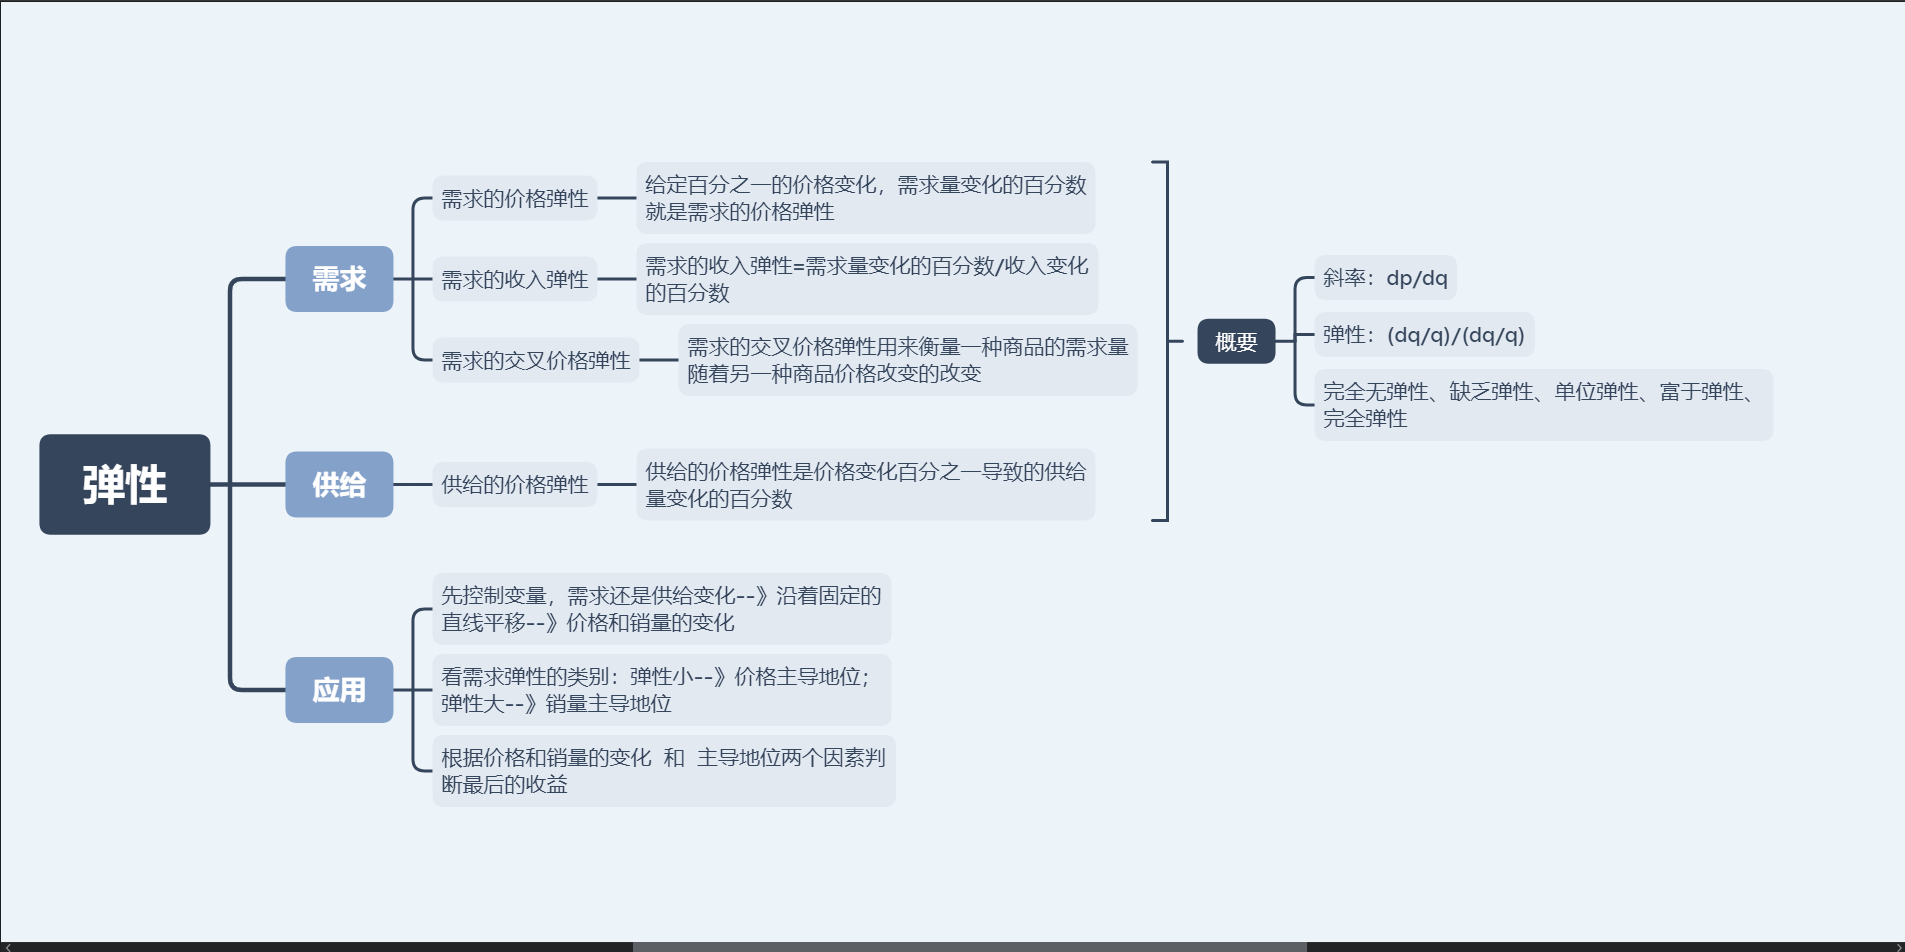 弹性
需求
需求的价格弹性
给定百分之一的价格变化，需求量变化的百分数
就是需求的价格弹性
需求的收入弹性
需求的收入弹性=需求量变化的百分数/收入变化
的百分数
需求的交叉价格弹性
需求的交叉价格弹性用来衡量一种商品的需求量
随着另一种商品价格改变的改变
供给
供给的价格弹性
供给的价格弹性是价格变化百分之一导致的供给
量变化的百分数
概要
斜率：dp/dq
弹性：(dq/q)/(dq/q)
完全无弹性、缺乏弹性、单位弹性、富于弹性、
完全弹性
应用
先控制变量，需求还是供给变化--》沿着固定的
直线平移--》价格和销量的变化
看需求弹性的类别：弹性小--》价格主导地位；
弹性大--》销量主导地位
根据价格和销量的变化  和  主导地位两个因素判
断最后的收益